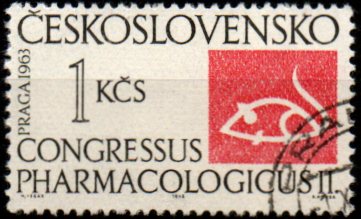 ČESKOSLOVENSKO
PRAGA 1963
1 KČS
CONGRESSUS
PHARMACOLOGICUS II.